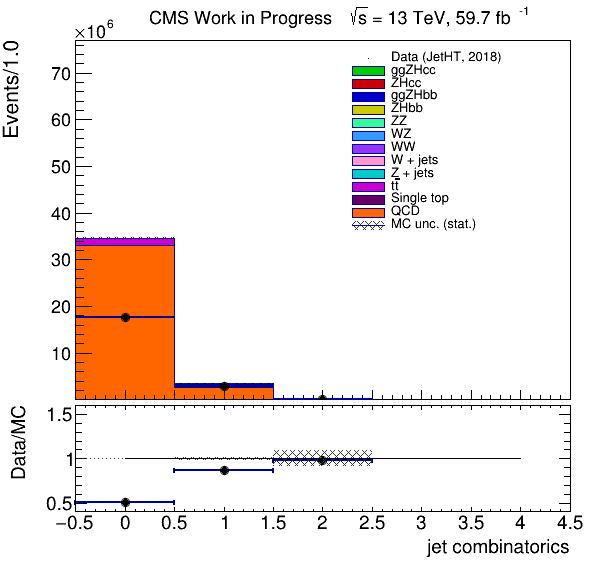 CMS Work in Progress √s = 13 TeV, 59.7 fb⁻¹
×10⁶
Events/1.0
70
60
50
40
30
20
10
Data (JetHT, 2018)
ggZHcc
ZHcc
ggZHbb
ZHbb
ZZ
WZ
WW
W + jets
Z + jets
tt̄
Single top
QCD
MC unc. (stat.)
Data/MC
1.5
1
0.5
−0.5 0 0.5 1 1.5 2 2.5 3 3.5 4 4.5
jet combinatorics